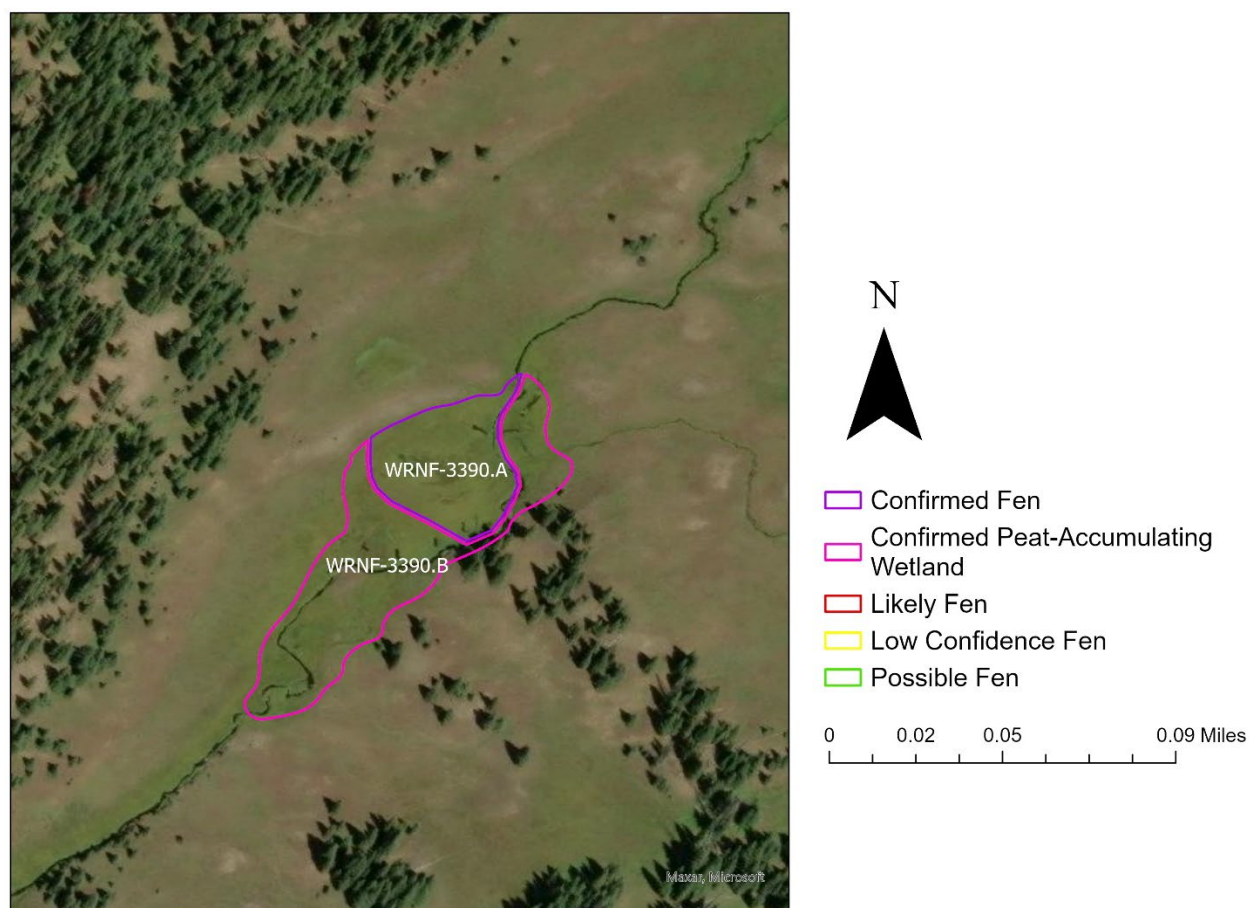 WRNF-3390.A
WRNF-3390.B
Maxar, Microsoft
N
Confirmed Fen
Confirmed Peat-Accumulating
Wetland
Likely Fen
Low Confidence Fen
Possible Fen
0 0.02 0.05 0.09 Miles